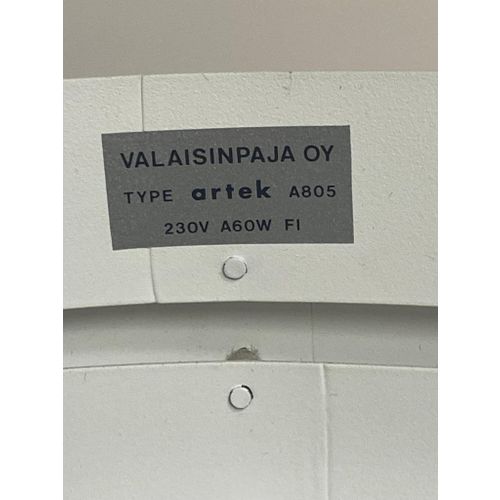 VALAISINPAJA OY
TYPE artek A805
230V A60W FI